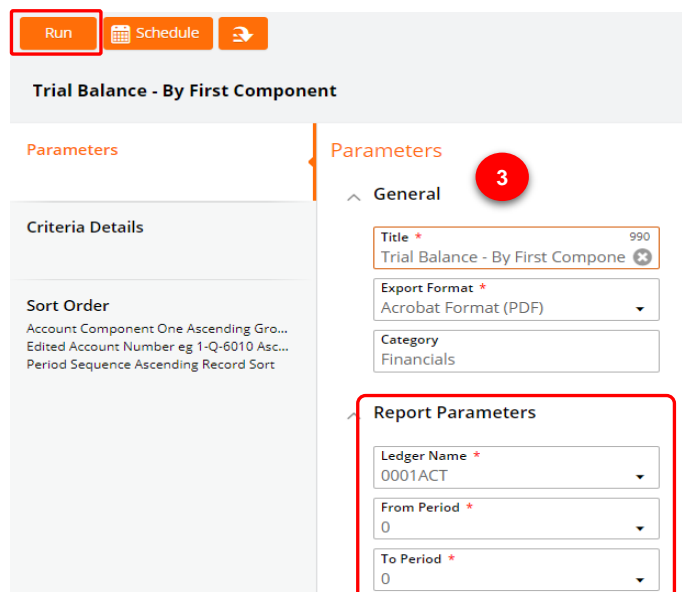 Run
Schedule
Trial Balance - By First Component
Parameters
Criteria Details
Sort Order
Account Component One Ascending Gro...
Edited Account Number eg 1-Q-6010 Asc...
Period Sequence Ascending Record Sort
Parameters
3
General
Title * 990
Trial Balance - By First Compone
Export Format *
Acrobat Format (PDF)
Category
Financials
Report Parameters
Ledger Name *
0001ACT
From Period *
0
To Period *
0